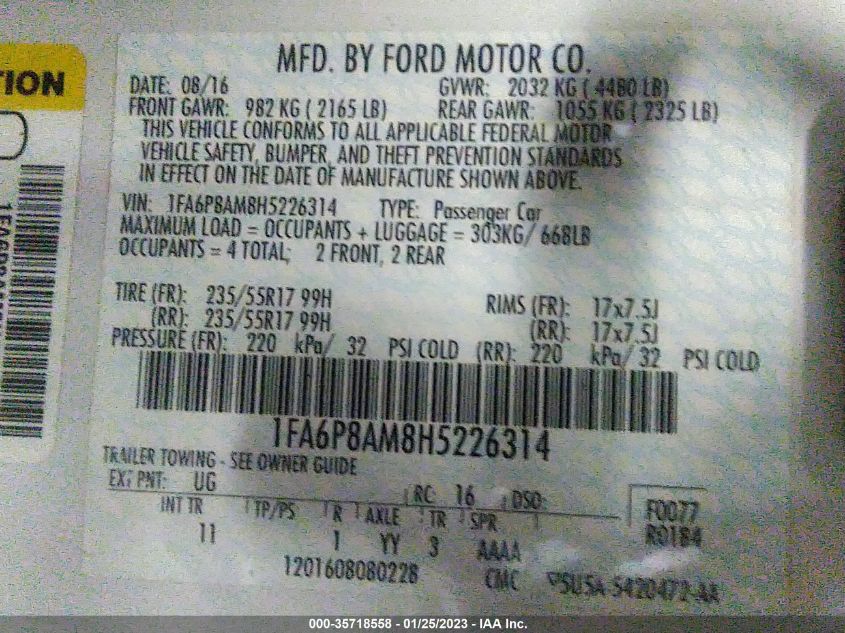 TION
MFD. BY FORD MOTOR CO.
DATE: 08/16 GVWR: 2032 KG ( 4480 LB)
FRONT GAWR: 982 KG ( 2165 LB) REAR GAWR: 1055 KG ( 2325 LB)
THIS VEHICLE CONFORMS TO ALL APPLICABLE FEDERAL MOTOR
VEHICLE SAFETY, BUMPER, AND THEFT PREVENTION STANDARDS
IN EFFECT ON THE DATE OF MANUFACTURE SHOWN ABOVE.
VIN: 1FA6P8AM8H5226314 TYPE: Passenger Car
MAXIMUM LOAD = OCCUPANTS + LUGGAGE = 303KG/ 668LB
OCCUPANTS = 4 TOTAL; 2 FRONT, 2 REAR
TIRE (FR): 235/55R17 99H RIMS (FR): 17x7.5J
(RR): 235/55R17 99H (RR): 17x7.5J
PRESSURE (FR): 220 kPa/ 32 PSI COLD (RR): 220 kPa/ 32 PSI COLD
1FA6P8AM8H5226314
TRAILER TOWING - SEE OWNER GUIDE
EXT PNT: UG RC: 16 DSO:
INT TR TP/PS R AXLE TR SPR F0077
11 1 YY 3 AAAA R0184
1201608080228 CMC 5U5A-5420472-AA
000-35718558 - 01/25/2023 - IAA Inc.